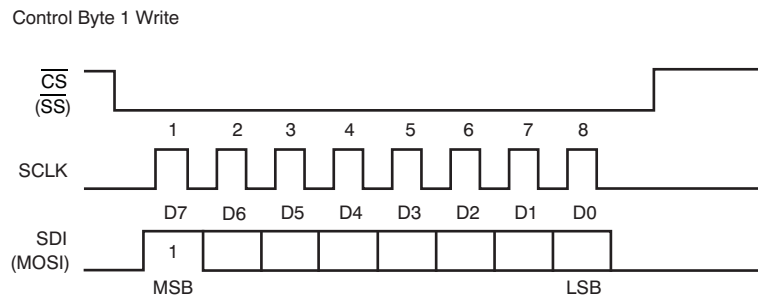 Control Byte 1 Write
CS
(SS)
1 2 3 4 5 6 7 8
SCLK
D7 D6 D5 D4 D3 D2 D1 D0
SDI
(MOSI)
1
MSB LSB